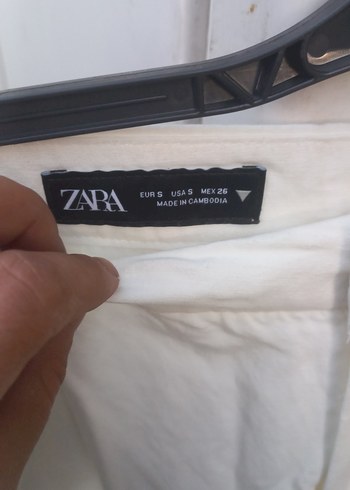 ZARA
EUR S USA S MEX 26
MADE IN CAMBODIA